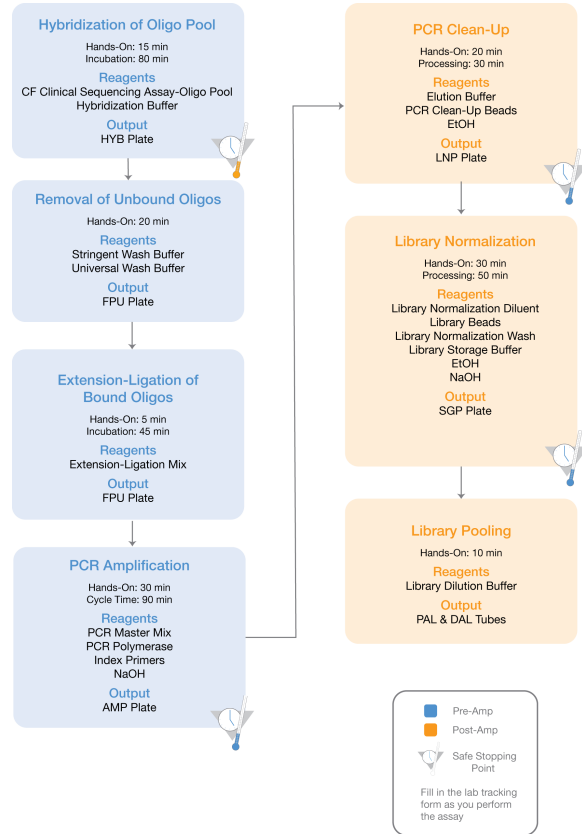 Hybridization of Oligo Pool
Hands-On: 15 min
Incubation: 80 min
Reagents
CF Clinical Sequencing Assay-Oligo Pool
Hybridization Buffer
Output
HYB Plate
Removal of Unbound Oligos
Hands-On: 20 min
Reagents
Stringent Wash Buffer
Universal Wash Buffer
Output
FPU Plate
Extension-Ligation of
Bound Oligos
Hands-On: 5 min
Incubation: 45 min
Reagents
Extension-Ligation Mix
Output
FPU Plate
PCR Amplification
Hands-On: 30 min
Cycle Time: 90 min
Reagents
PCR Master Mix
PCR Polymerase
Index Primers
NaOH
Output
AMP Plate
PCR Clean-Up
Hands-On: 20 min
Processing: 30 min
Reagents
Elution Buffer
PCR Clean-Up Beads
EtOH
Output
LNP Plate
Library Normalization
Hands-On: 30 min
Processing: 50 min
Reagents
Library Normalization Diluent
Library Beads
Library Normalization Wash
Library Storage Buffer
EtOH
NaOH
Output
SGP Plate
Library Pooling
Hands-On: 10 min
Reagents
Library Dilution Buffer
Output
PAL & DAL Tubes
Pre-Amp
Post-Amp
Safe Stopping
Point
Fill in the lab tracking
form as you perform
the assay